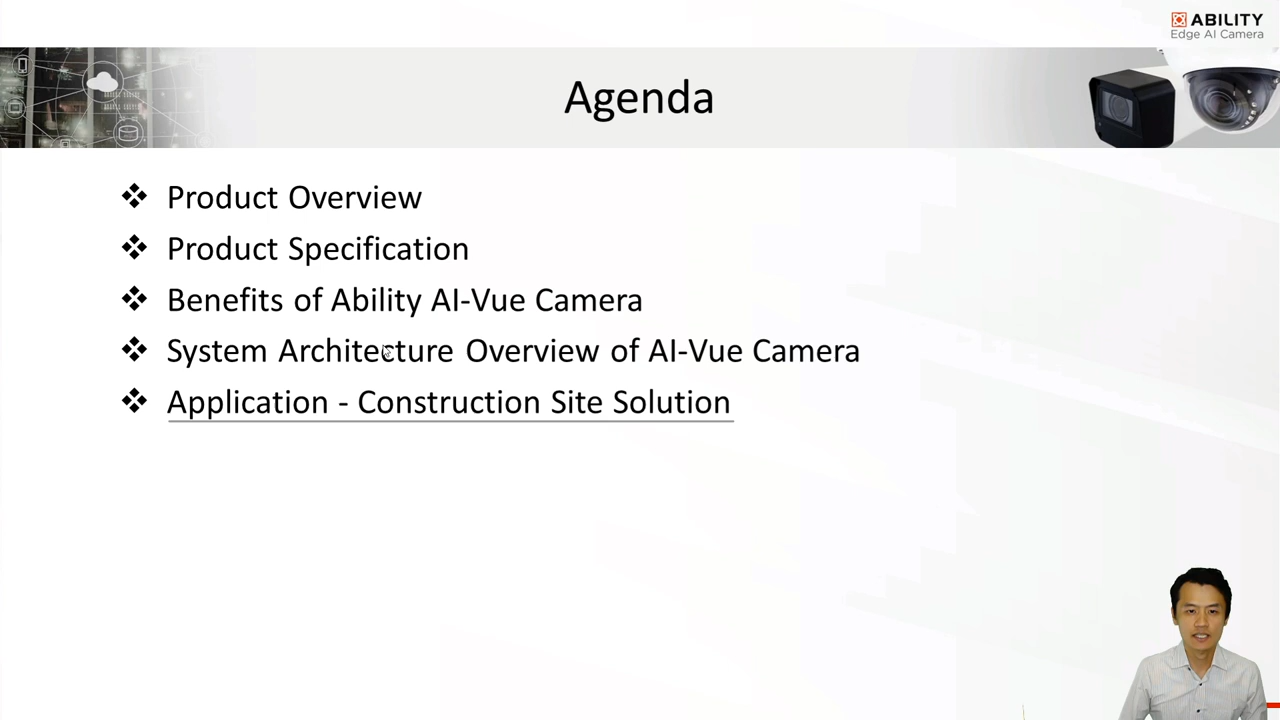 ABILITY
Edge AI Camera
Agenda
❖ Product Overview
❖ Product Specification
❖ Benefits of Ability AI-Vue Camera
❖ System Architecture Overview of AI-Vue Camera
❖ Application - Construction Site Solution